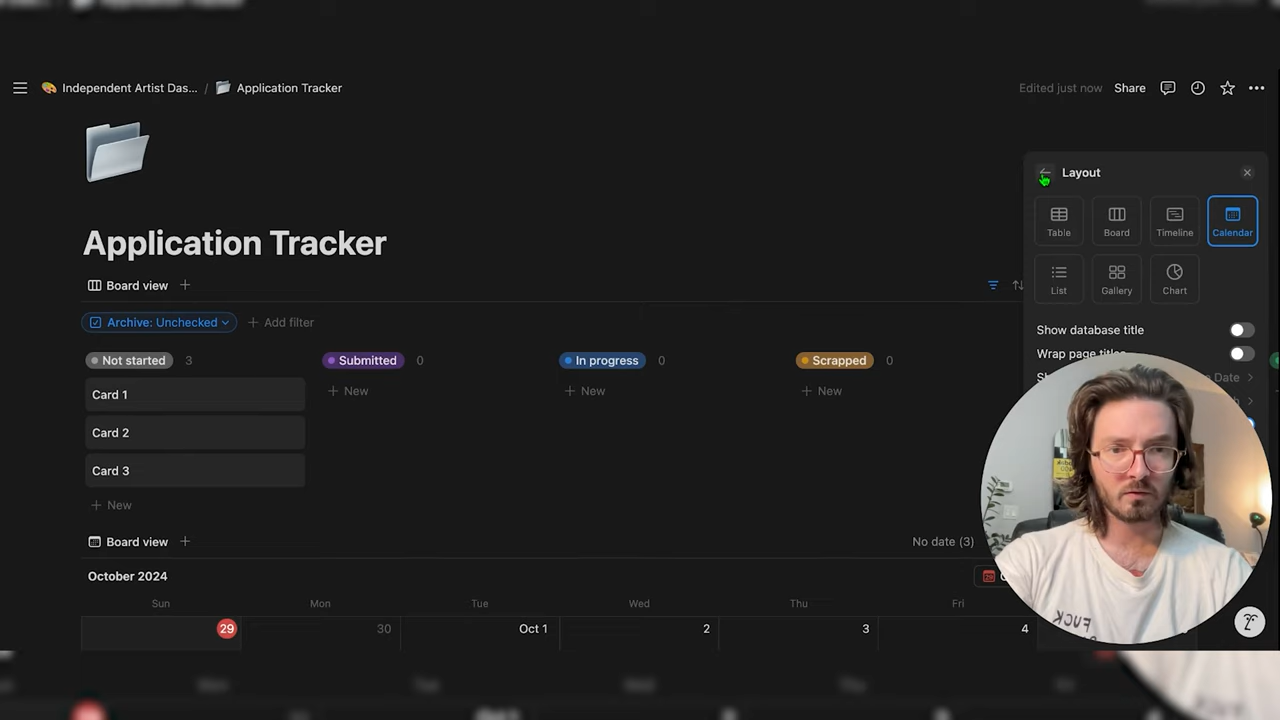 Independent Artist Das... / Application Tracker
Edited just now Share
Application Tracker
Board view
Archive: Unchecked Add filter
Not started 3 Submitted 0 In progress 0 Scrapped 0
Card 1 New New New
Card 2
Card 3
New
Board view No date (3)
October 2024
Sun Mon Tue Wed Thu Fri
29 30 Oct 1 2 3 4
Layout
Table Board Timeline Calendar
List Gallery Chart
Show database title
Wrap page titles
Date
FUCK